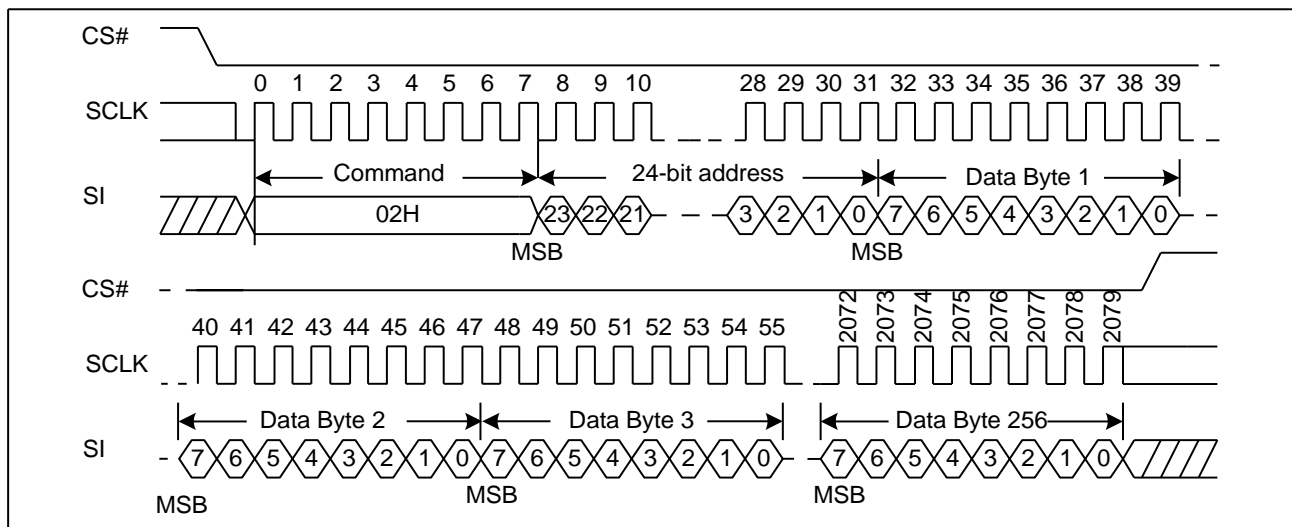 CS#
0 1 2 3 4 5 6 7 8 9 10 28 29 30 31 32 33 34 35 36 37 38 39
SCLK
Command 24-bit address Data Byte 1
SI
02H 23 22 21 3 2 1 0 7 6 5 4 3 2 1 0
MSB MSB
CS#
40 41 42 43 44 45 46 47 48 49 50 51 52 53 54 55 2072 2073 2074 2075 2076 2077 2078 2079
SCLK
Data Byte 2 Data Byte 3 Data Byte 256
SI
7 6 5 4 3 2 1 0 7 6 5 4 3 2 1 0 7 6 5 4 3 2 1 0
MSB MSB MSB